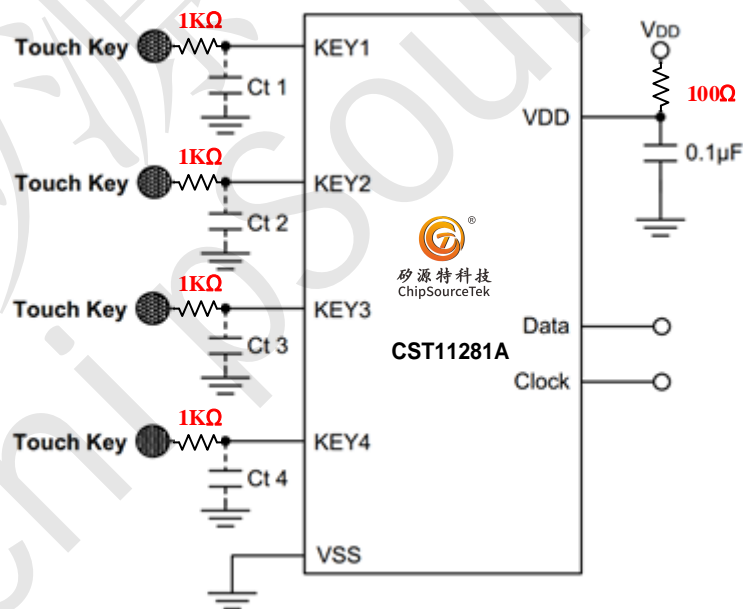 1KΩ
Touch Key
KEY1
Ct 1
1KΩ
Touch Key
KEY2
Ct 2
1KΩ
Touch Key
KEY3
Ct 3
1KΩ
Touch Key
KEY4
Ct 4
VSS
®
矽源特科技
ChipSourceTek
CST11281A
VDD
100Ω
VDD
0.1µF
Data
Clock